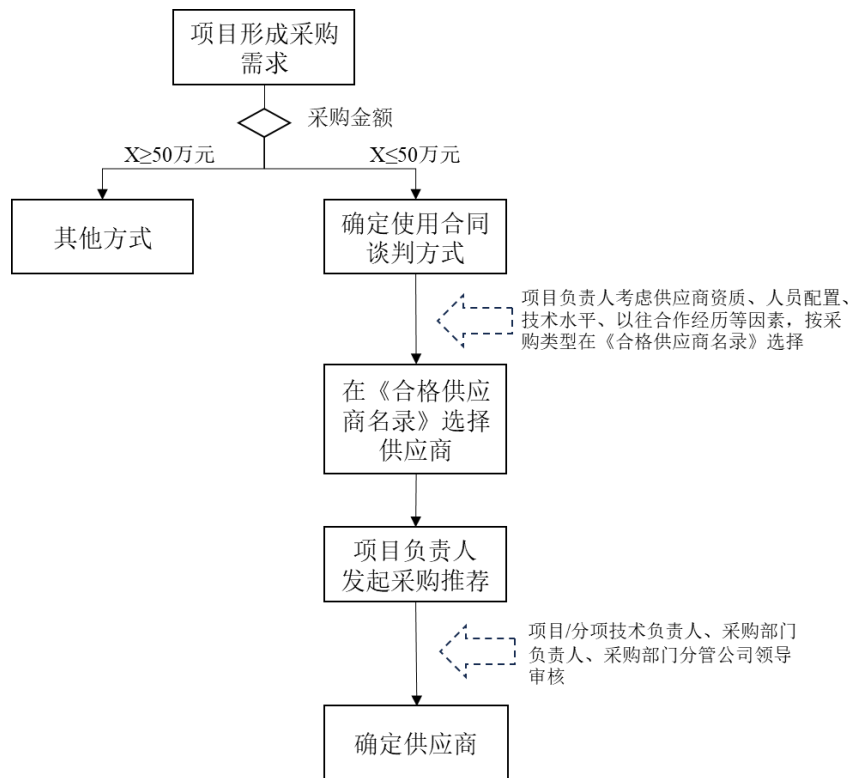 项目形成采购
需求
采购金额
X≥50万元
X≤50万元
其他方式
确定使用合同
谈判方式
项目负责人考虑供应商资质、人员配置、
技术水平、以往合作经历等因素，按采
购类型在《合格供应商名录》选择
在《合格供应
商名录》选择
供应商
项目负责人
发起采购推荐
项目/分项技术负责人、采购部门
负责人、采购部门分管公司领导
审核
确定供应商